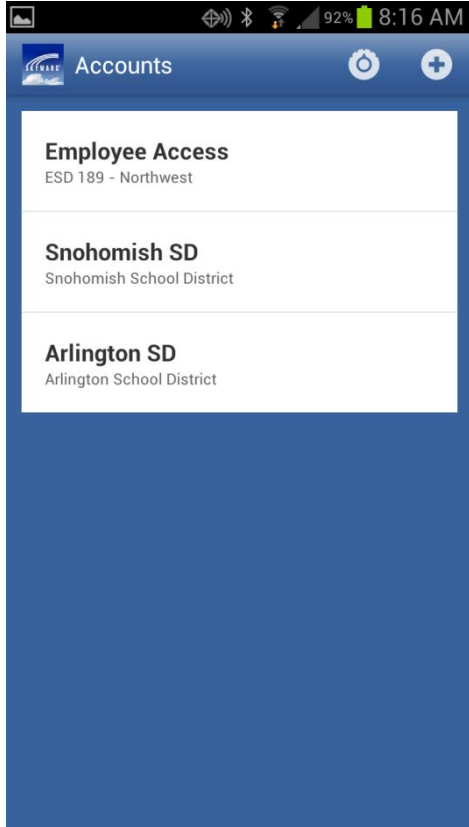 92% 8:16 AM
SKYWARD
Accounts
Employee Access
ESD 189 - Northwest
Snohomish SD
Snohomish School District
Arlington SD
Arlington School District